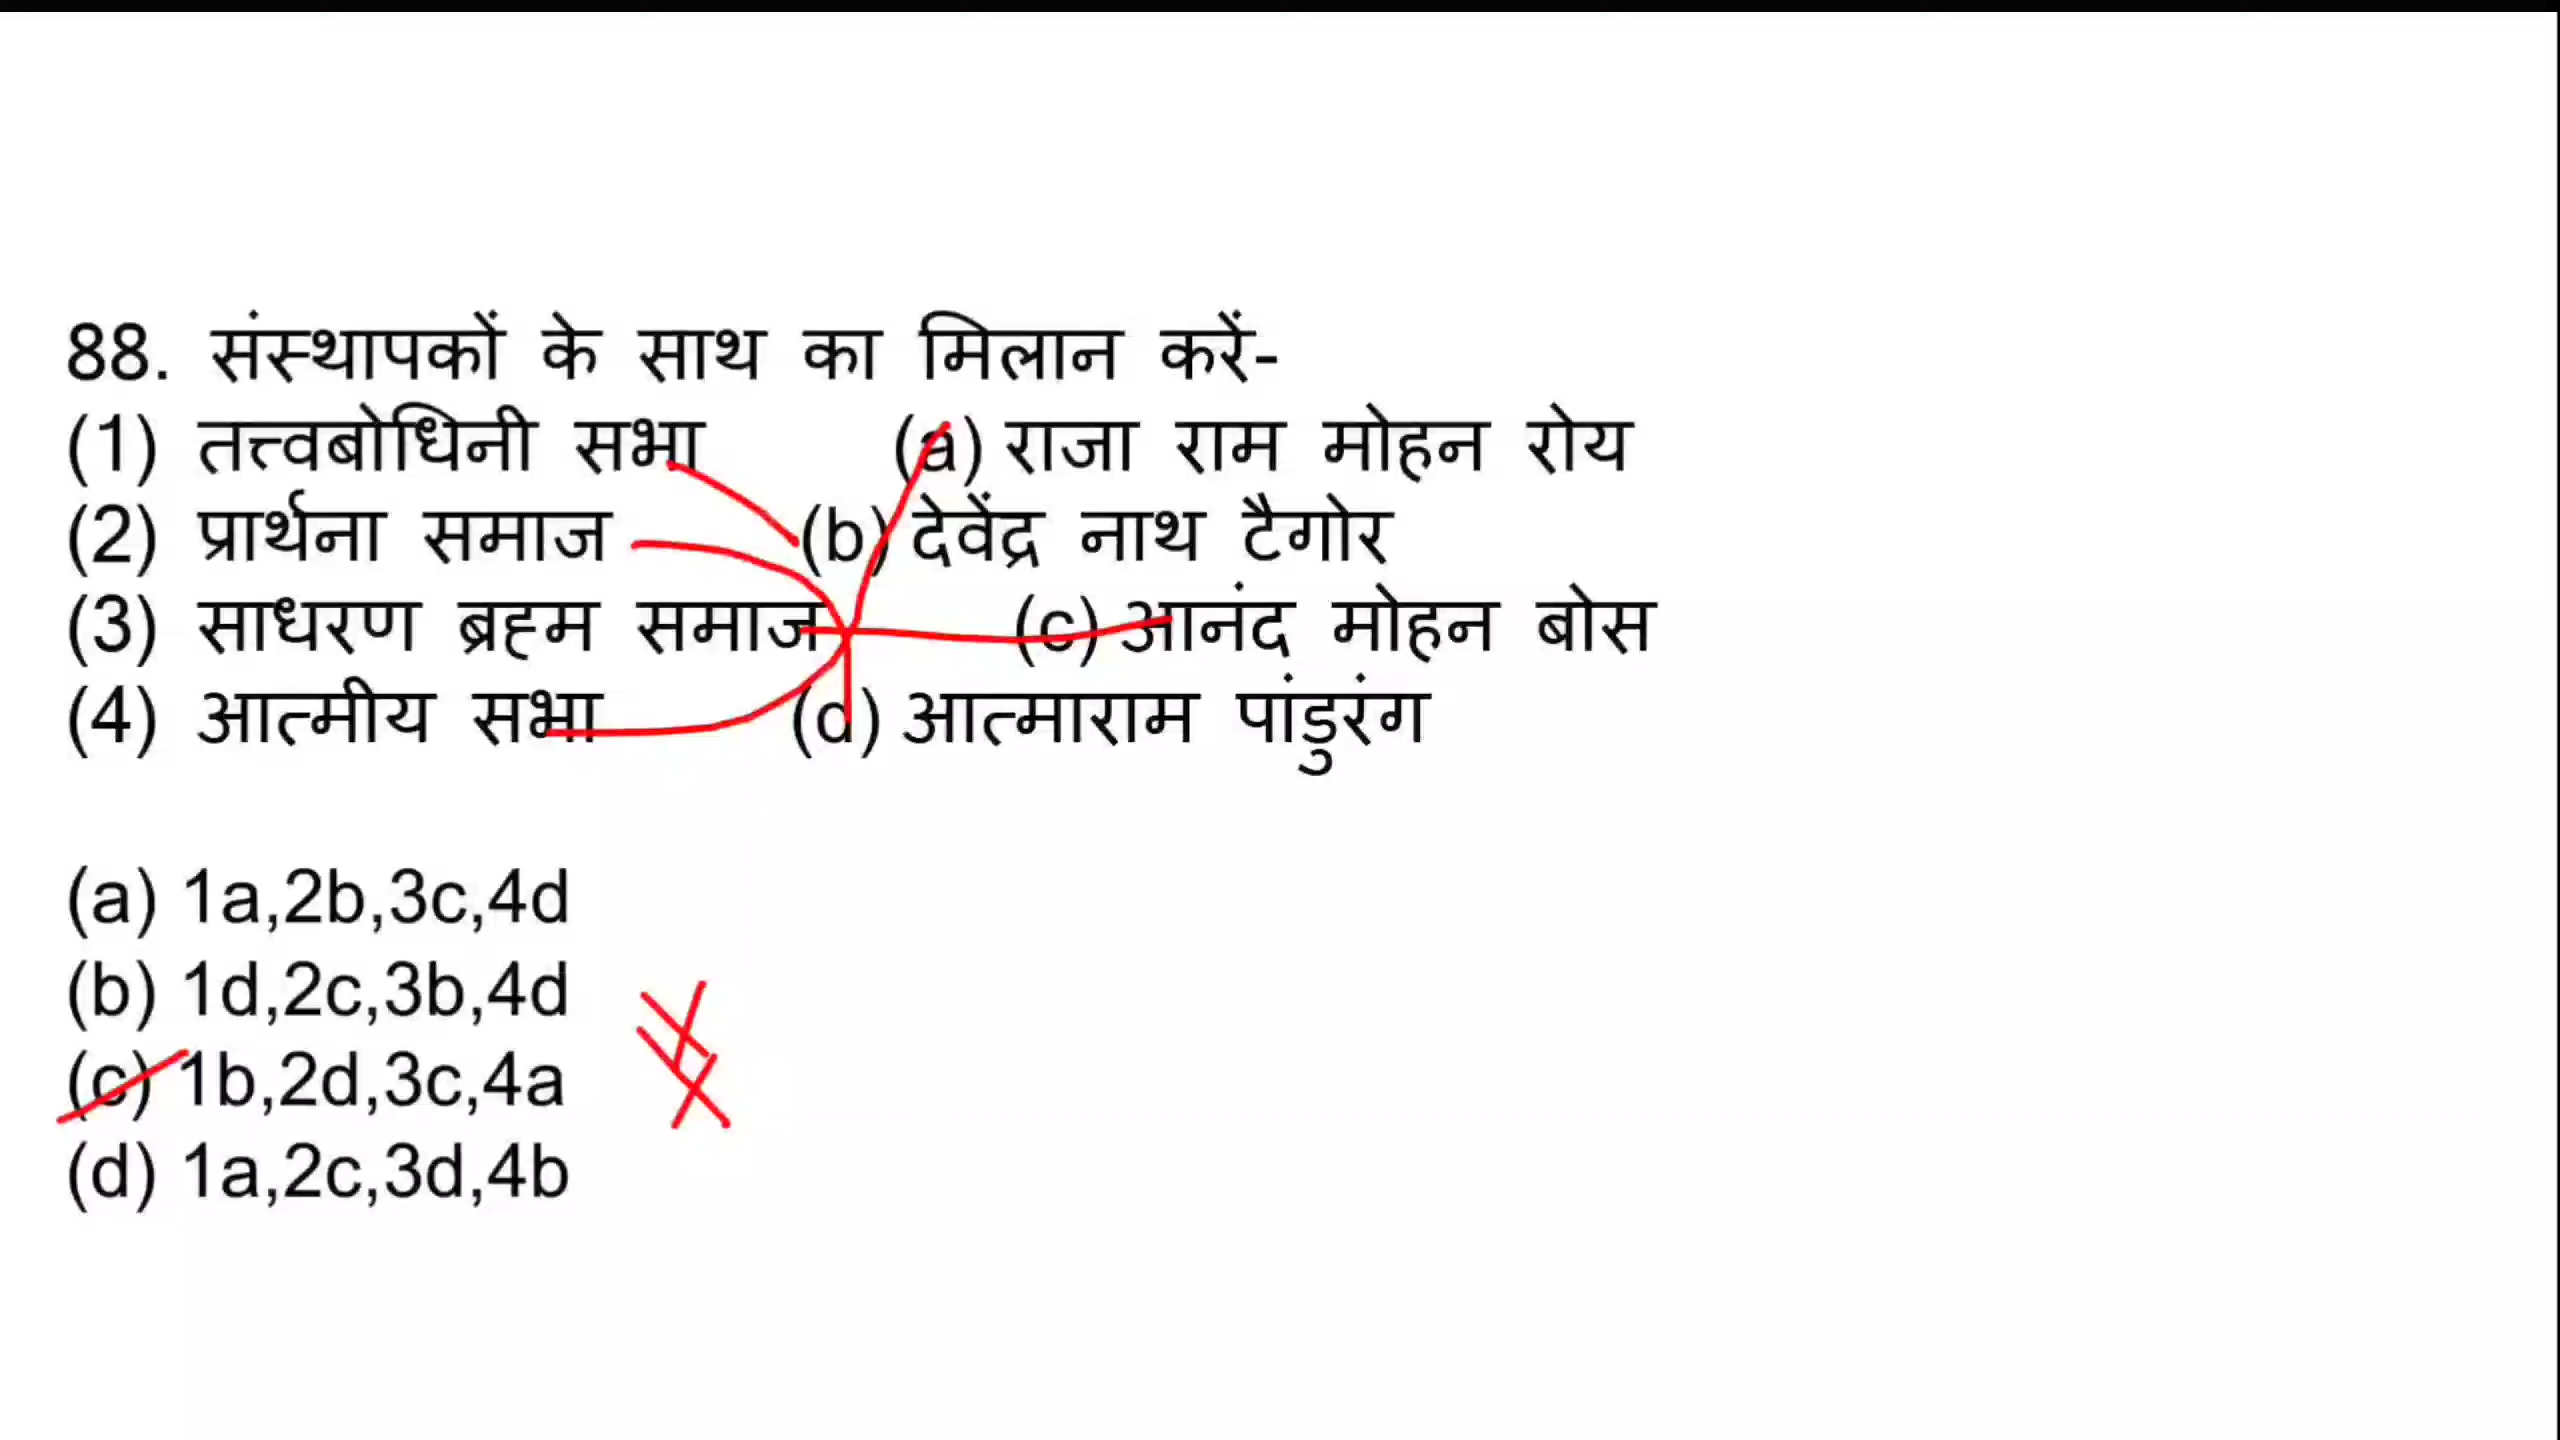 88. संस्थापकों के साथ का मिलान करें-
(1) तत्त्वबोधिनी सभा (a) राजा राम मोहन रोय
(2) प्रार्थना समाज (b) देवेंद्र नाथ टैगोर
(3) साधरण ब्रह्म समाज (c) आनंद मोहन बोस
(4) आत्मीय सभा (d) आत्माराम पांडुरंग
(a) 1a,2b,3c,4d
(b) 1d,2c,3b,4d
(c) 1b,2d,3c,4a
(d) 1a,2c,3d,4b